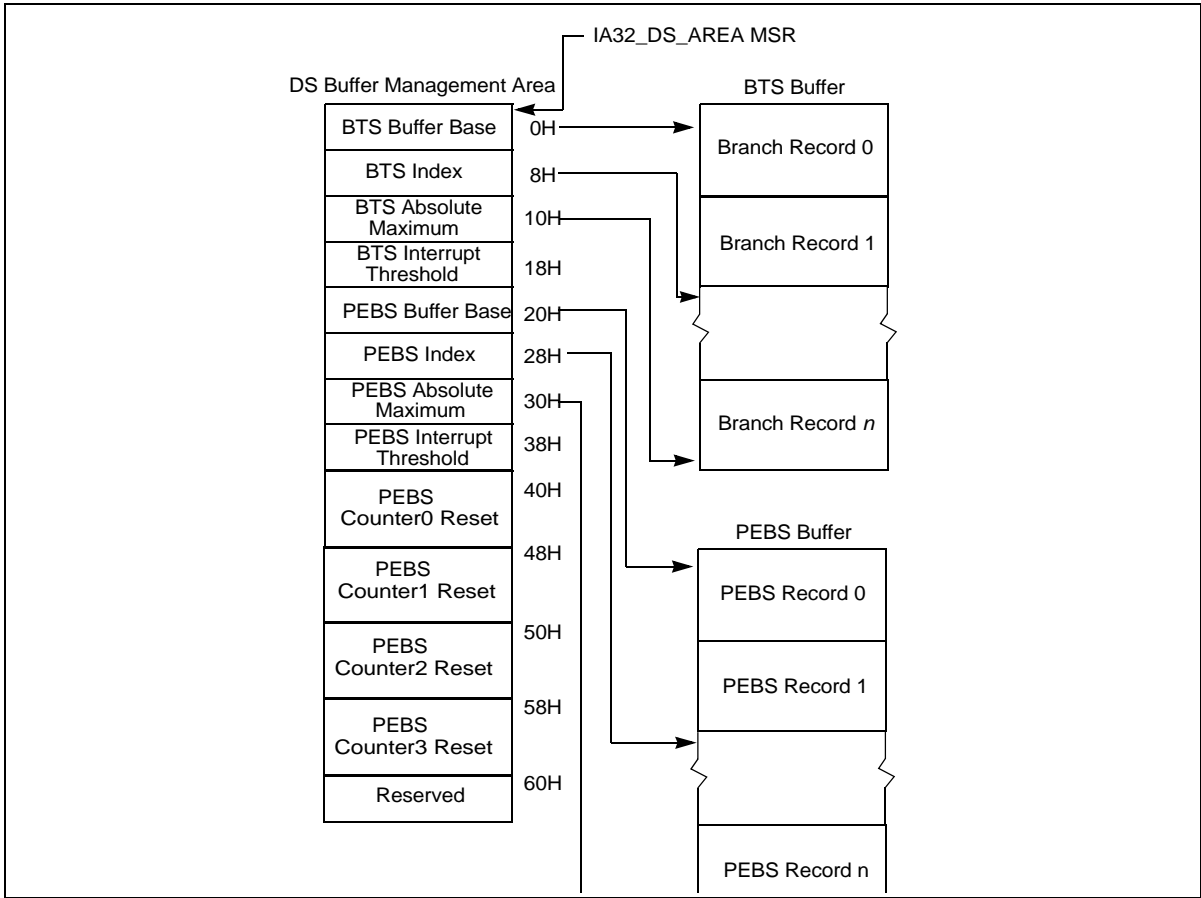 IA32_DS_AREA MSR
DS Buffer Management Area
BTS Buffer Base 0H
BTS Index 8H
BTS Absolute
Maximum 10H
BTS Interrupt
Threshold 18H
PEBS Buffer Base 20H
PEBS Index 28H
PEBS Absolute
Maximum 30H
PEBS Interrupt
Threshold 38H
40H
PEBS
Counter0 Reset
48H
PEBS
Counter1 Reset
50H
PEBS
Counter2 Reset
58H
PEBS
Counter3 Reset
60H
Reserved
BTS Buffer
Branch Record 0
Branch Record 1
Branch Record n
PEBS Buffer
PEBS Record 0
PEBS Record 1
PEBS Record n